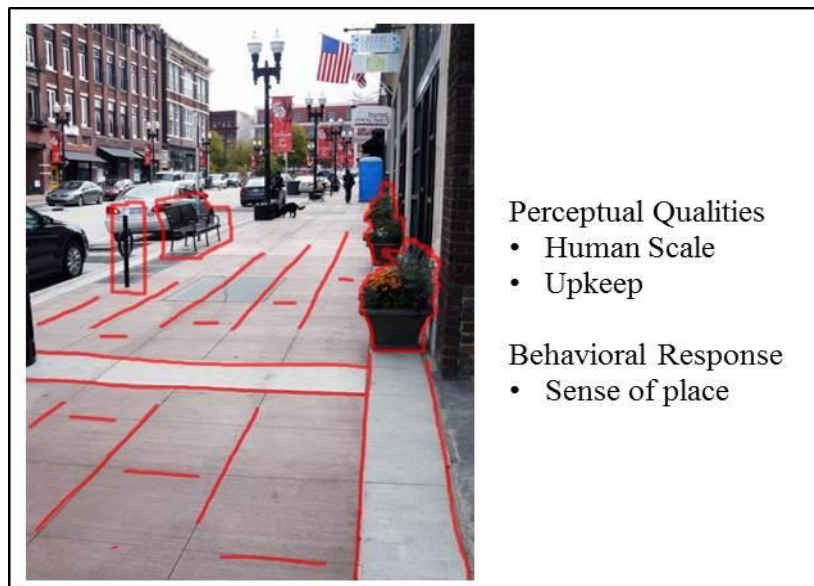 Perceptual Qualities
• Human Scale
• Upkeep
Behavioral Response
• Sense of place